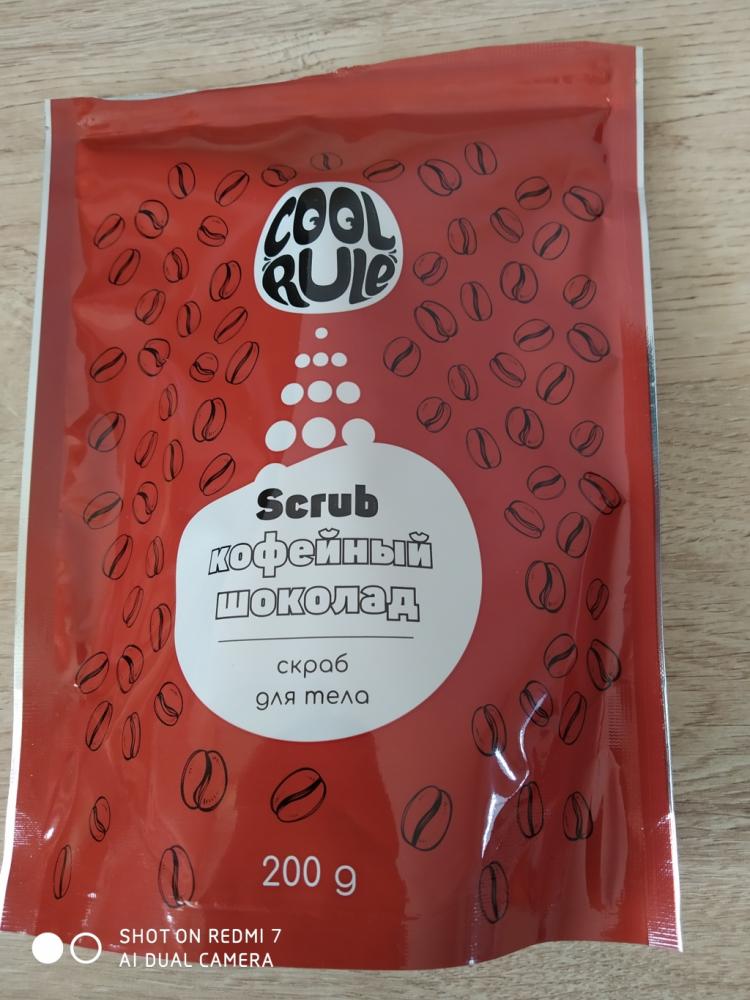 COOL
RULE
Scrub
кофейный
шоколад
скраб
для тела
200 g
SHOT ON REDMI 7
AI DUAL CAMERA